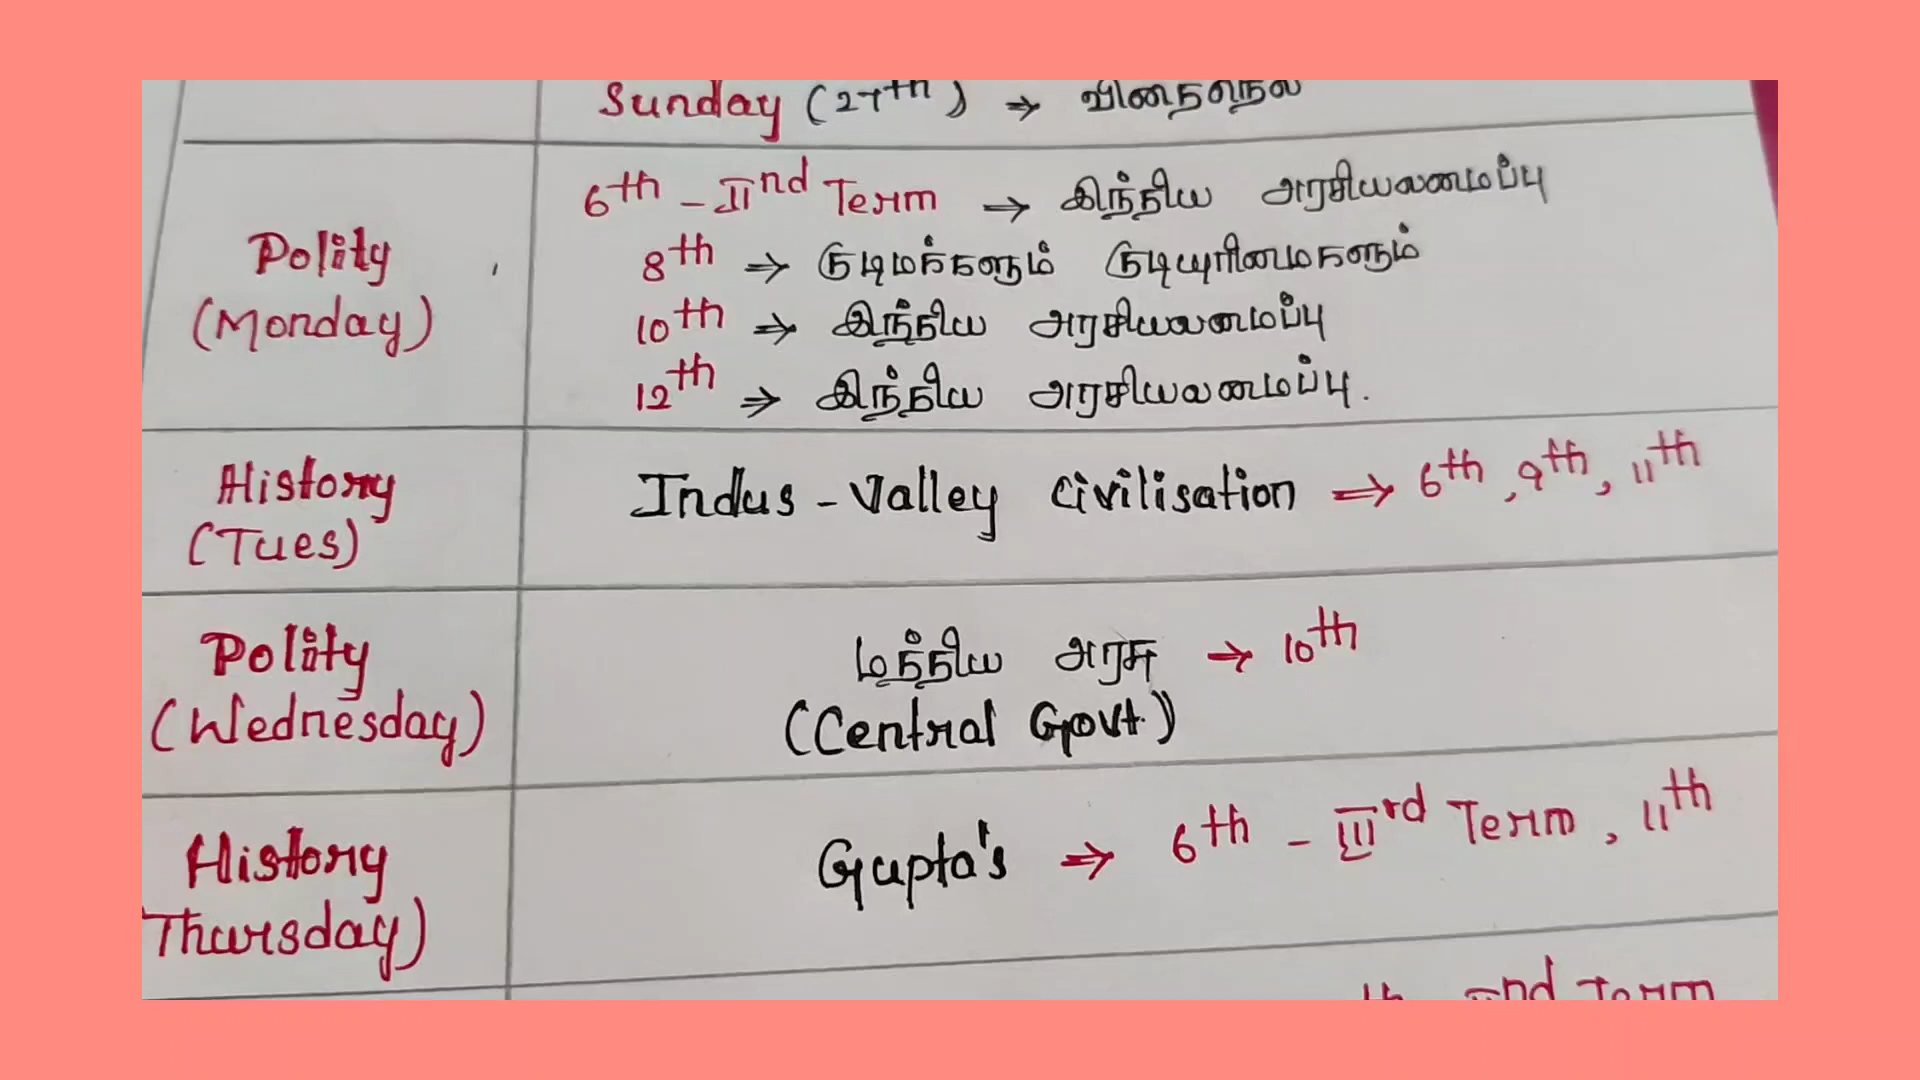 Sunday (27th) →
Polity
(Monday)
6th - IInd Term → இந்திய அரசியலமைப்பு
8th → குடிமக்களும் குடியுரிமைகளும்
10th → இந்திய அரசியலமைப்பு
12th → இந்திய அரசியலமைப்பு.
History
(Tues)
Indus - Valley Civilisation → 6th, 9th, 11th
Polity
(Wednesday)
மத்திய அரசு → 10th
(Central Govt.)
History
Thursday)
Gupta's → 6th - IIIrd Term, 11th
Term